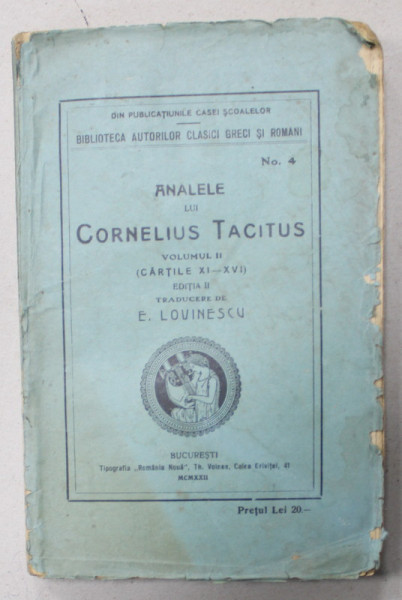 DIN PUBLICAȚIUNILE CASEI ȘCOALELOR
BIBLIOTECA AUTORILOR CLASICI GRECI ȘI ROMÂNI
No. 4
ANALELE
LUI
CORNELIUS TACITUS
VOLUMUL II
(CĂRȚILE XI—XVI)
EDIȚIA II
TRADUCERE DE
E. LOVINESCU
BUCUREȘTI
Tipografia „România Nouă", Th. Voinea, Calea Griviței, 41
MCMXXII
Prețul Lei 20.—